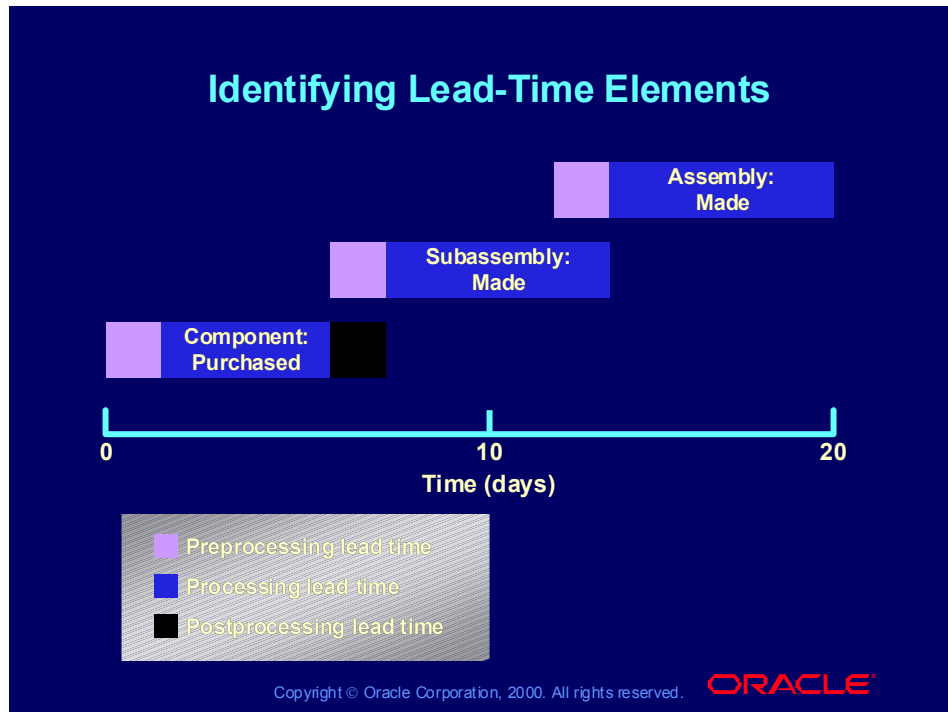 Identifying Lead-Time Elements
Assembly:
Made
Subassembly:
Made
Component:
Purchased
0
10
20
Time (days)
Preprocessing lead time
Processing lead time
Postprocessing lead time
Copyright © Oracle Corporation, 2000. All rights reserved.
ORACLE®